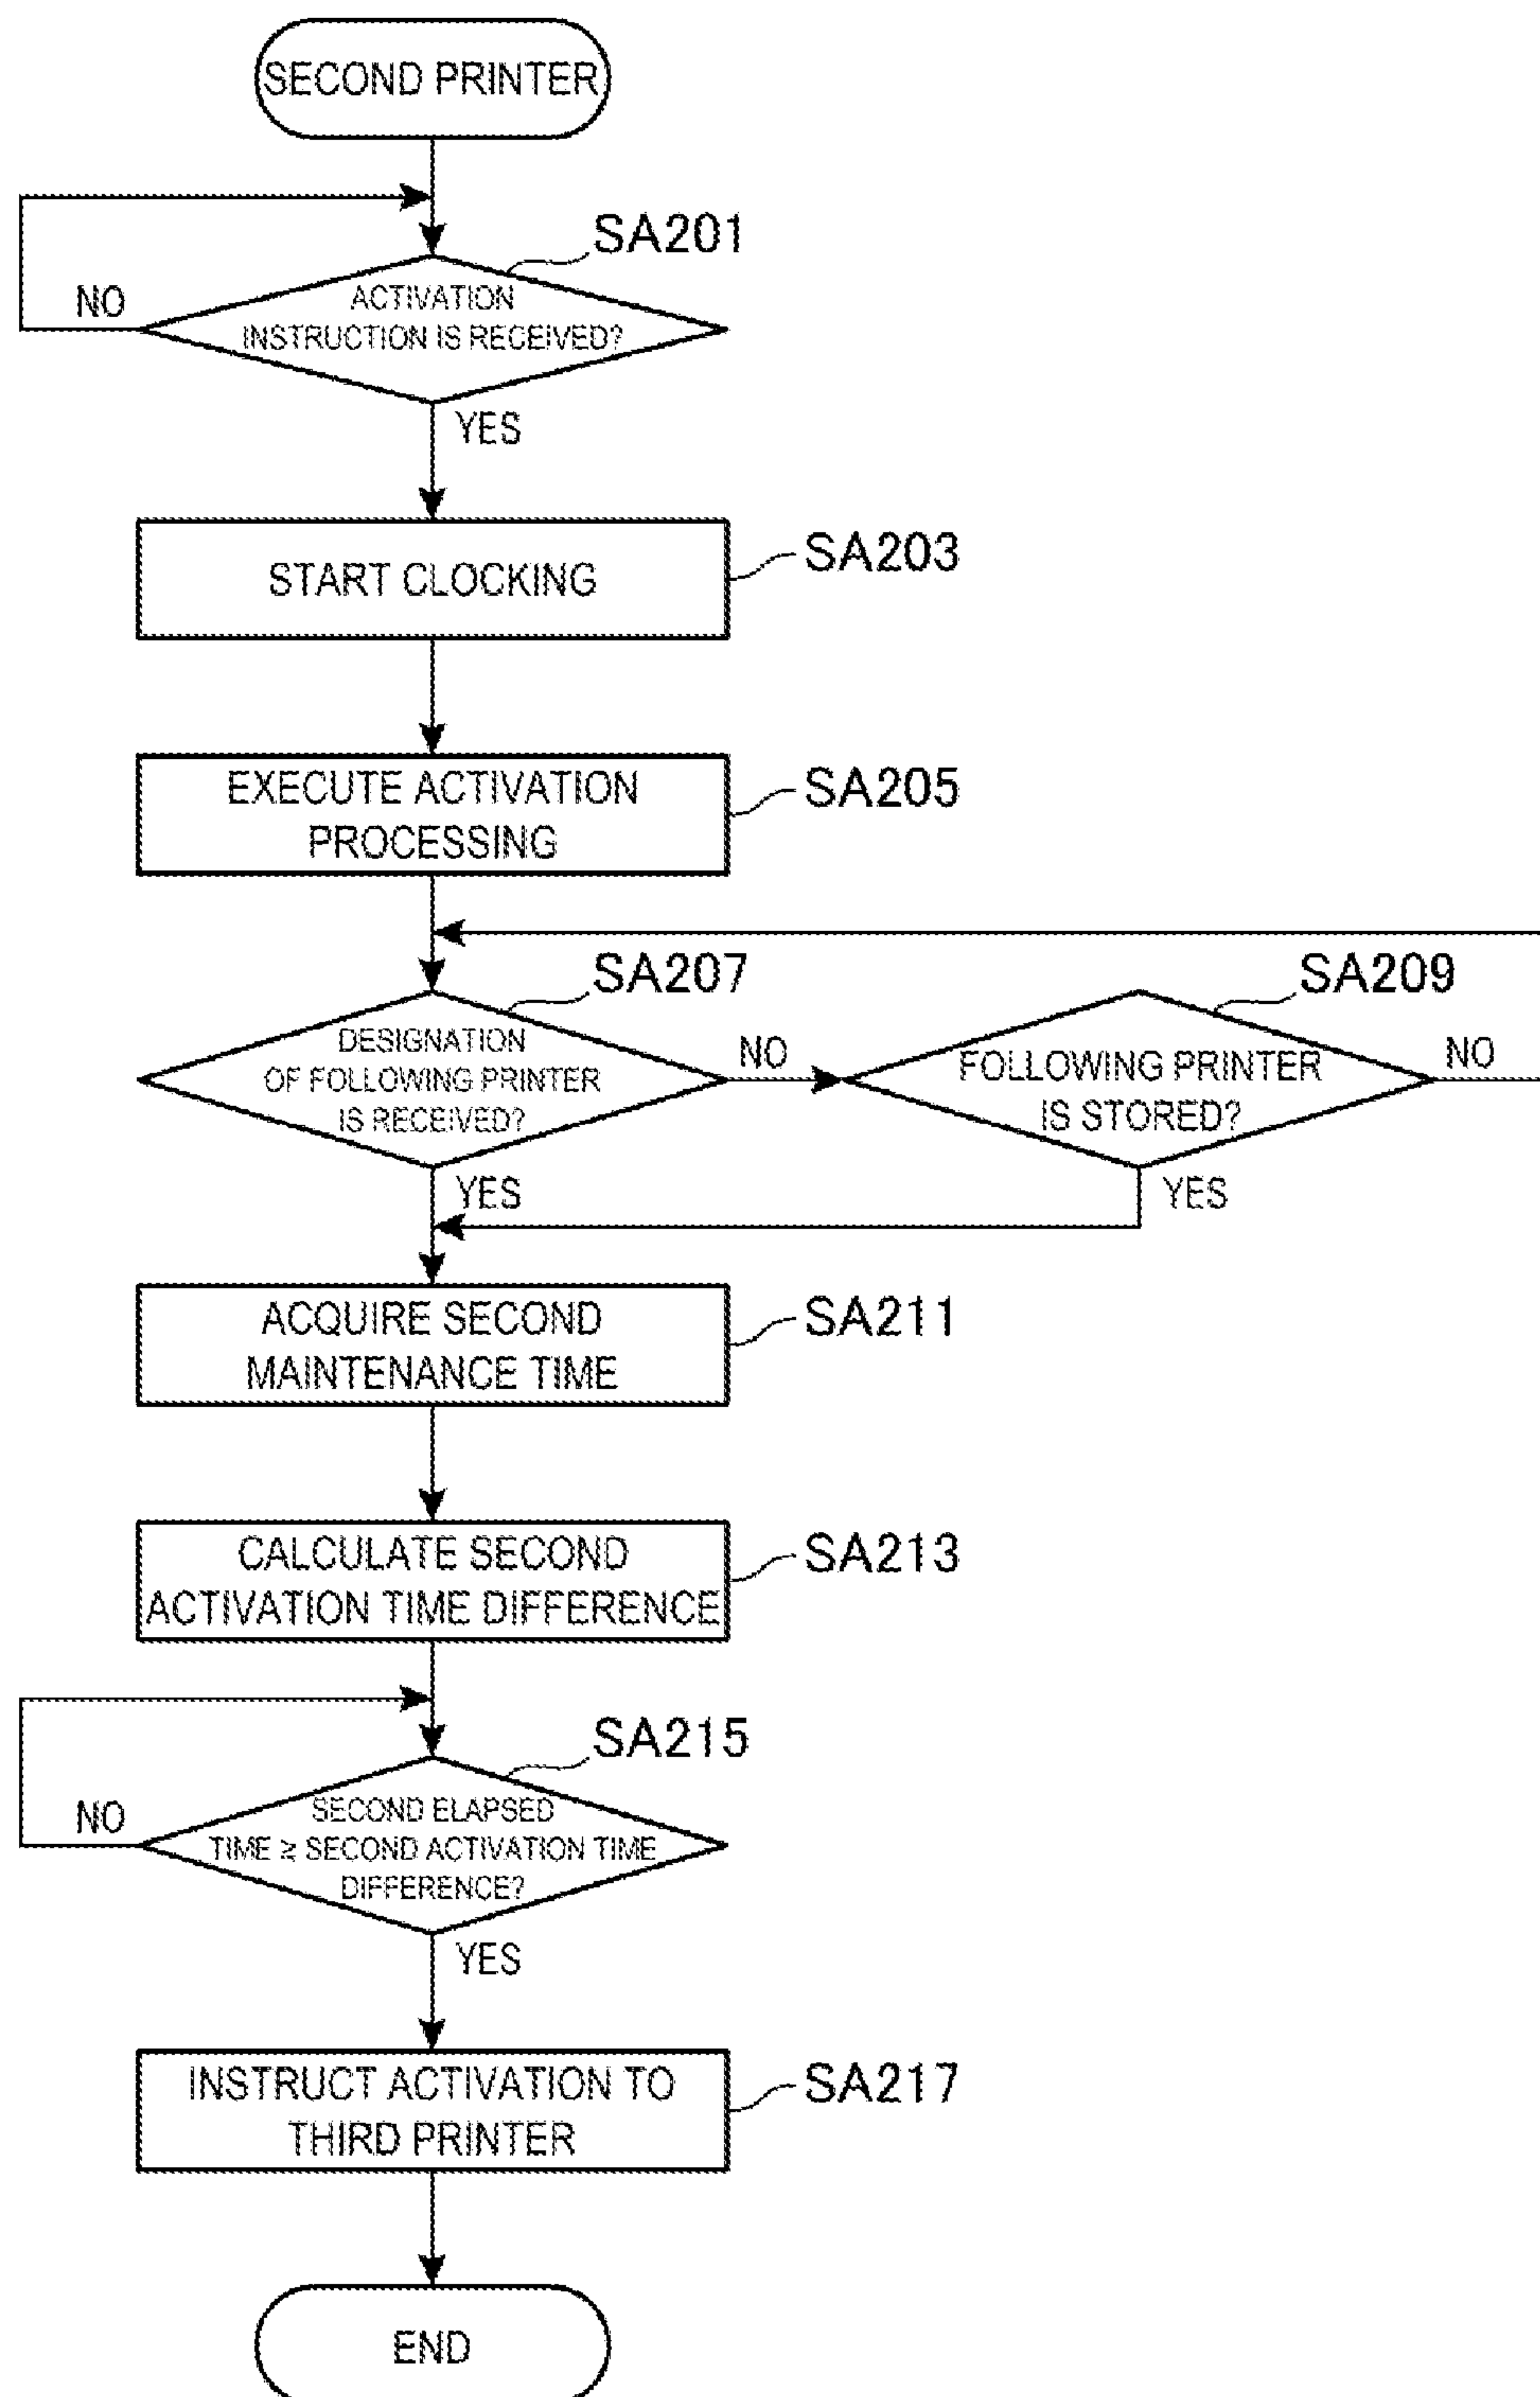 SECOND PRINTER
SA201
ACTIVATION
INSTRUCTION IS RECEIVED?
NO
YES
START CLOCKING
SA203
EXECUTE ACTIVATION
PROCESSING
SA205
SA207
DESIGNATION
OF FOLLOWING PRINTER
IS RECEIVED?
NO
YES
SA209
FOLLOWING PRINTER
IS STORED?
NO
YES
ACQUIRE SECOND
MAINTENANCE TIME
SA211
CALCULATE SECOND
ACTIVATION TIME DIFFERENCE
SA213
SA215
SECOND ELAPSED
TIME ≧ SECOND ACTIVATION TIME
DIFFERENCE?
NO
YES
INSTRUCT ACTIVATION TO
THIRD PRINTER
SA217
END